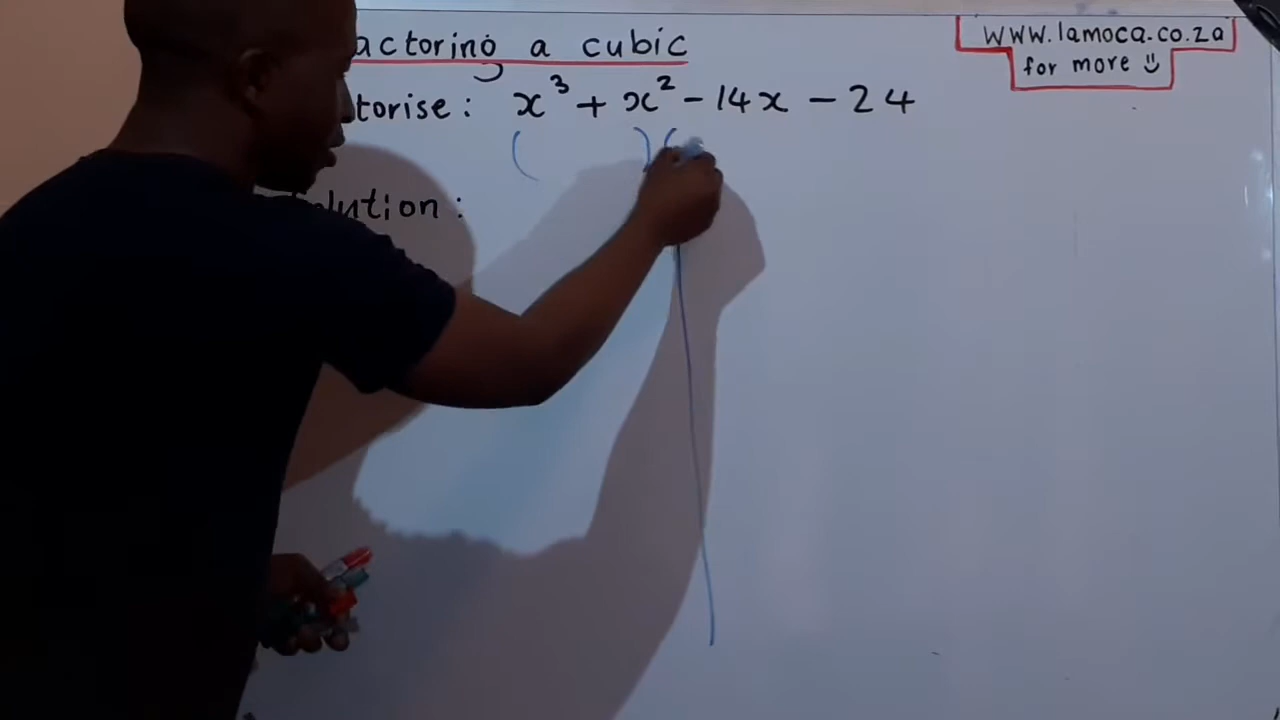 actoring a cubic
torise: x³ + x² - 14x - 24
( ) (
lution :
www.lamoca.co.za
for more